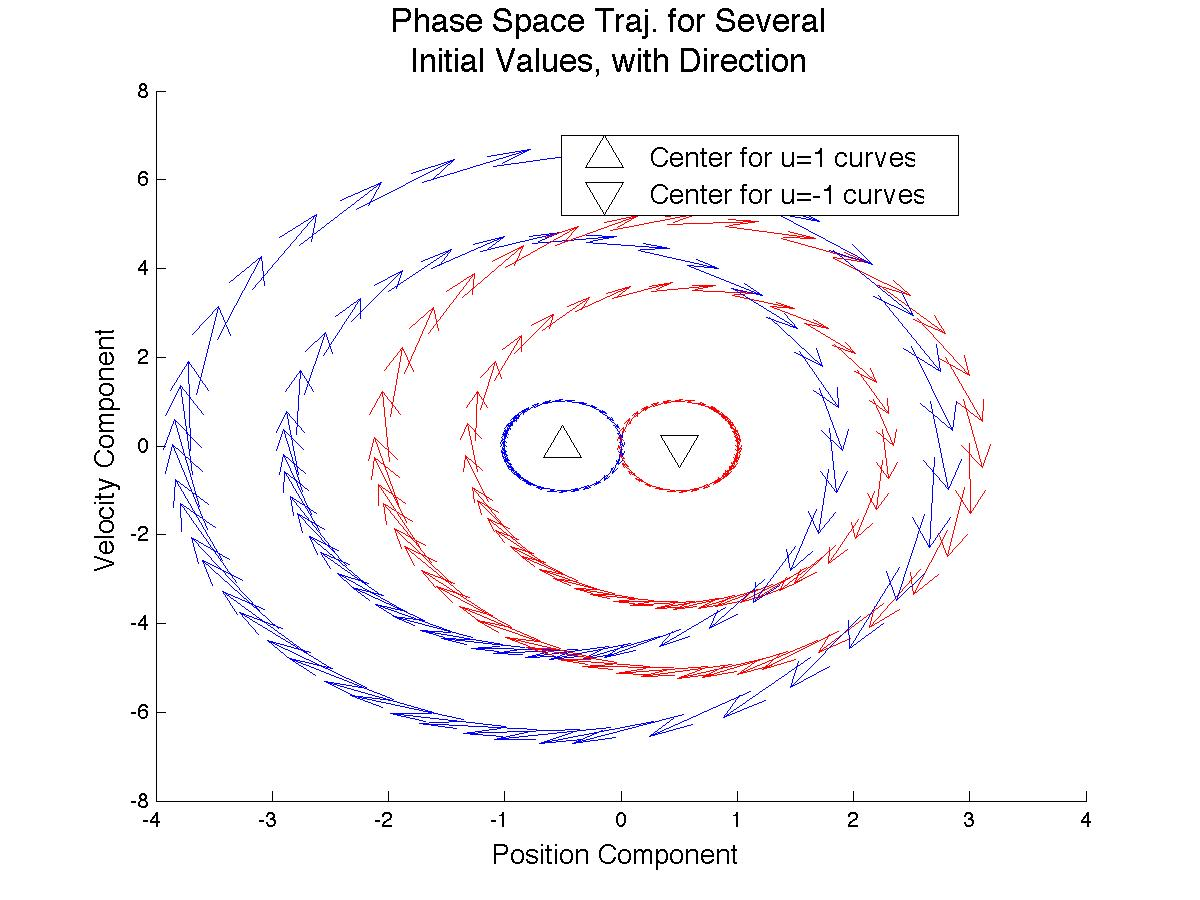 Phase Space Traj. for Several
Initial Values, with Direction
Center for u=1 curves
Center for u=-1 curves
Velocity Component
8
6
4
2
0
-2
-4
-6
-8
-4 -3 -2 -1 0 1 2 3 4
Position Component